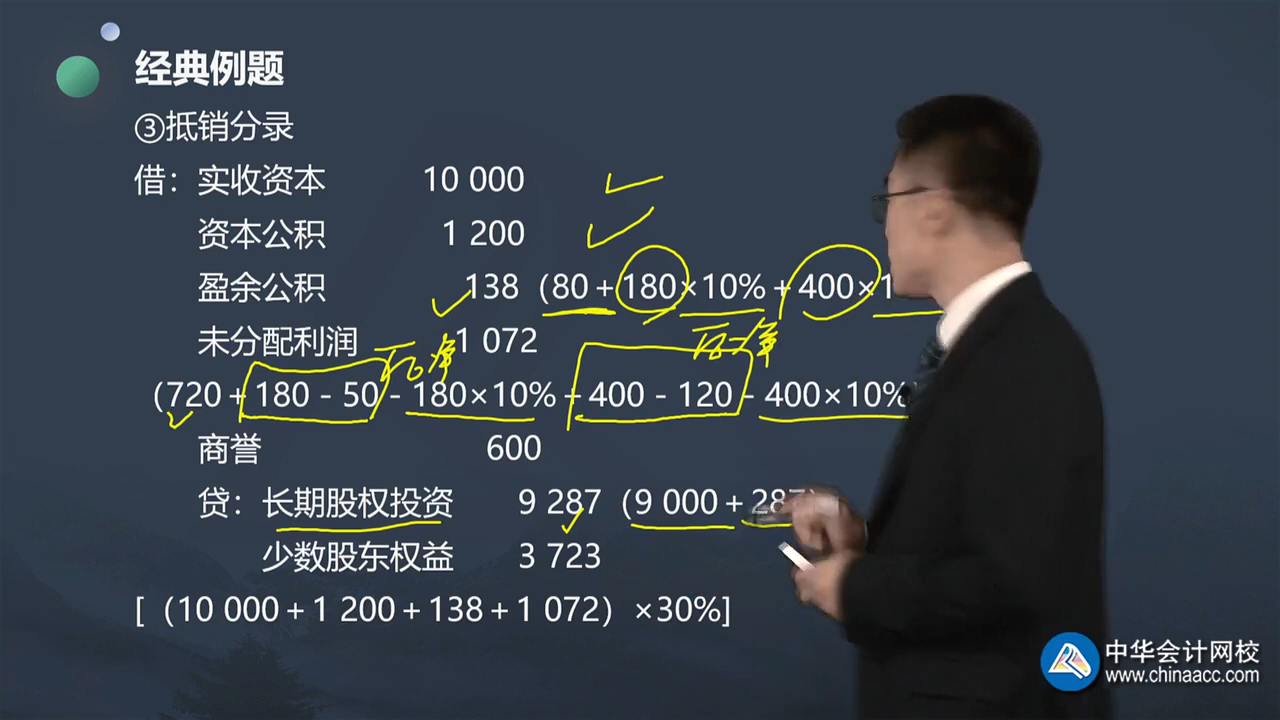 经典例题
③抵销分录
借：实收资本 10 000
资本公积 1 200
盈余公积 138 (80+180×10%+400×1
未分配利润 1 072
(720+180-50-180×10%+400-120-400×10%)
商誉 600
贷：长期股权投资 9 287 (9 000+287)
少数股东权益 3 723
[（10 000+1 200+138+1 072）×30%]
中华会计网校
www.chinaacc.com